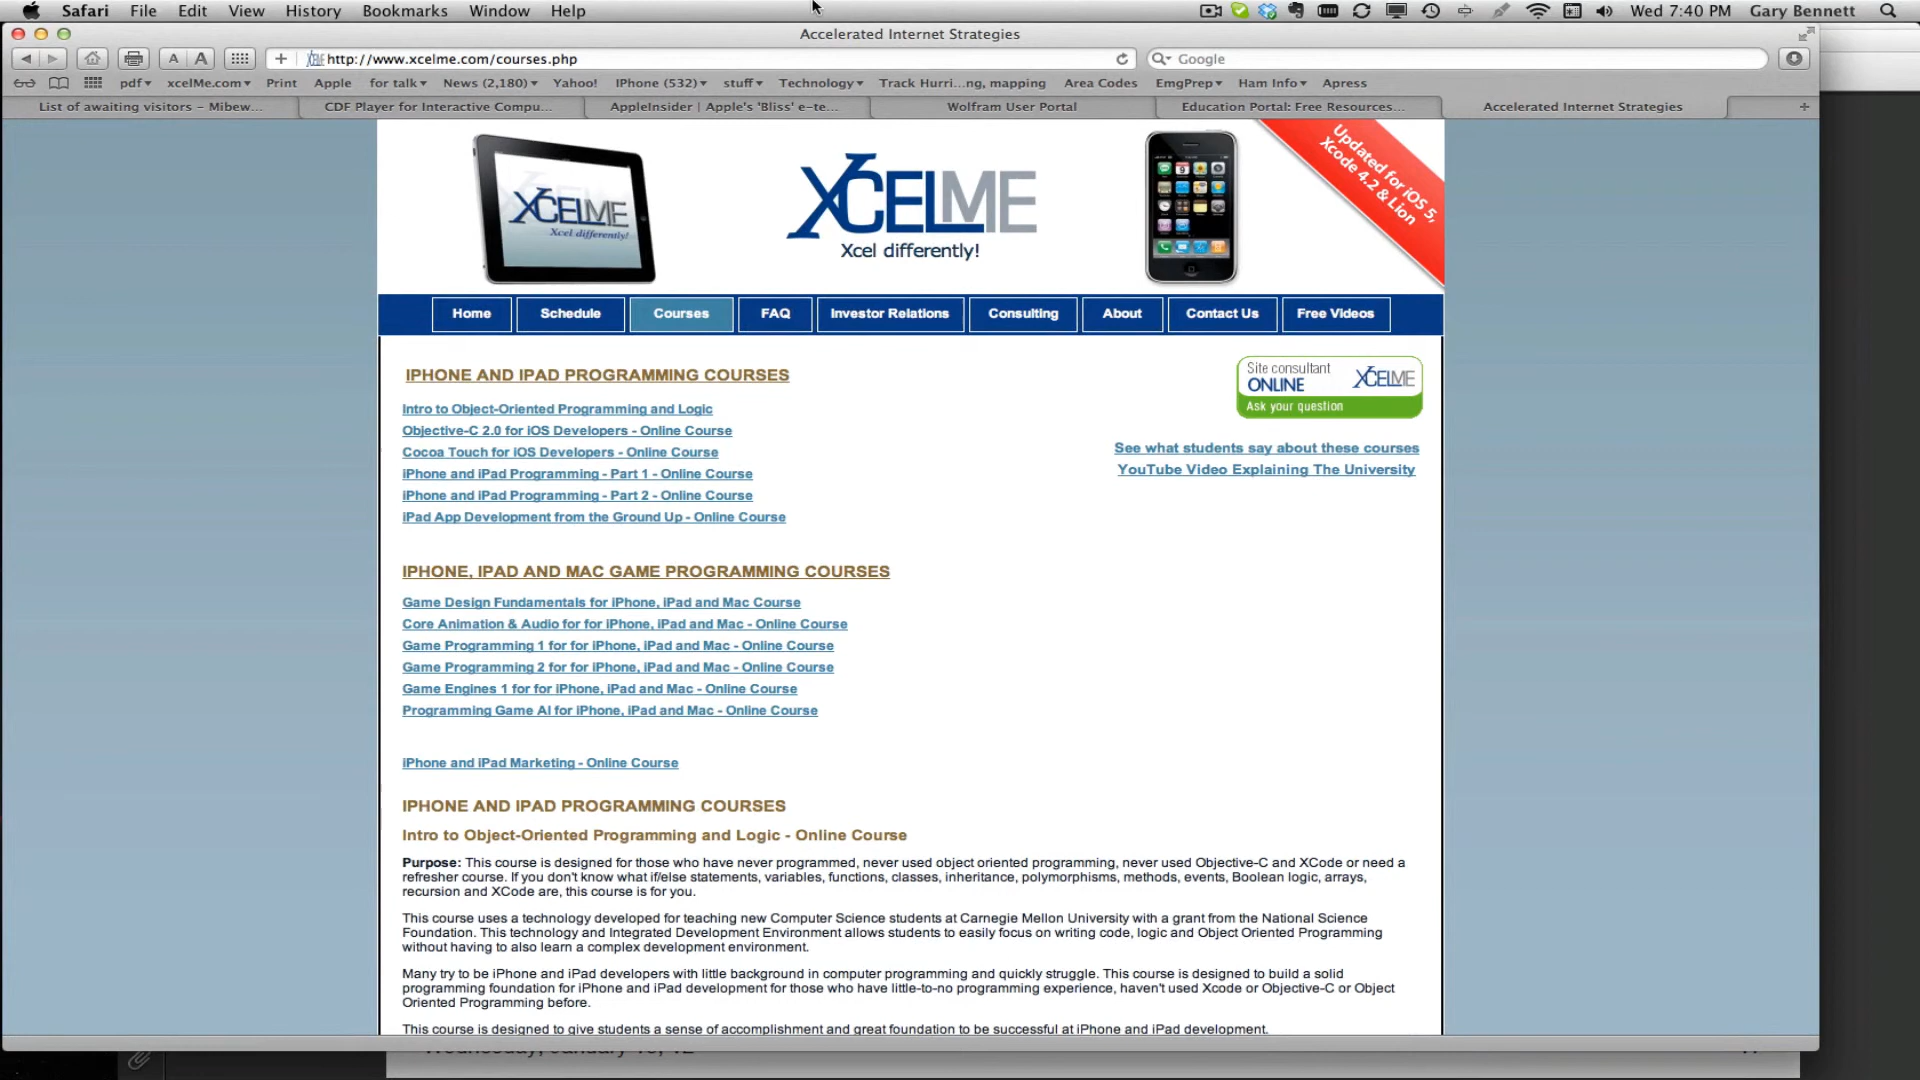 Safari File Edit View History Bookmarks Window Help
Wed 7:40 PM Gary Bennett
Accelerated Internet Strategies
A A + http://www.xcelme.com/courses.php
Google
pdf xcelMe.com Print Apple for talk News (2,180) Yahoo! IPhone (532) stuff Technology Track Hurri...ng, mapping Area Codes EmgPrep Ham Info Apress
List of awaiting visitors – Mibew... CDF Player for Interactive Compu... AppleInsider | Apple's 'Bliss' e-te... Wolfram User Portal Education Portal: Free Resources... Accelerated Internet Strategies +
XCELME
Xcel differently!
XCELME
Xcel differently!
Updated for iOS 5,
Xcode 4.2 & Lion
Home Schedule Courses FAQ Investor Relations Consulting About Contact Us Free Videos
IPHONE AND IPAD PROGRAMMING COURSES
Intro to Object-Oriented Programming and Logic
Objective-C 2.0 for iOS Developers - Online Course
Cocoa Touch for iOS Developers - Online Course
iPhone and iPad Programming - Part 1 - Online Course
iPhone and iPad Programming - Part 2 - Online Course
iPad App Development from the Ground Up - Online Course
Site consultant
ONLINE
XCELME
Ask your question
See what students say about these courses
YouTube Video Explaining The University
IPHONE, IPAD AND MAC GAME PROGRAMMING COURSES
Game Design Fundamentals for iPhone, iPad and Mac Course
Core Animation & Audio for for iPhone, iPad and Mac - Online Course
Game Programming 1 for for iPhone, iPad and Mac - Online Course
Game Programming 2 for for iPhone, iPad and Mac - Online Course
Game Engines 1 for for iPhone, iPad and Mac - Online Course
Programming Game AI for iPhone, iPad and Mac - Online Course
iPhone and iPad Marketing - Online Course
IPHONE AND IPAD PROGRAMMING COURSES
Intro to Object-Oriented Programming and Logic - Online Course
Purpose: This course is designed for those who have never programmed, never used object oriented programming, never used Objective-C and XCode or need a
refresher course. If you don't know what if/else statements, variables, functions, classes, inheritance, polymorphisms, methods, events, Boolean logic, arrays,
recursion and XCode are, this course is for you.
This course uses a technology developed for teaching new Computer Science students at Carnegie Mellon University with a grant from the National Science
Foundation. This technology and Integrated Development Environment allows students to easily focus on writing code, logic and Object Oriented Programming
without having to also learn a complex development environment.
Many try to be iPhone and iPad developers with little background in computer programming and quickly struggle. This course is designed to build a solid
programming foundation for iPhone and iPad development for those who have little-to-no programming experience, haven't used Xcode or Objective-C or Object
Oriented Programming before.
This course is designed to give students a sense of accomplishment and great foundation to be successful at iPhone and iPad development.
Wednesday, January